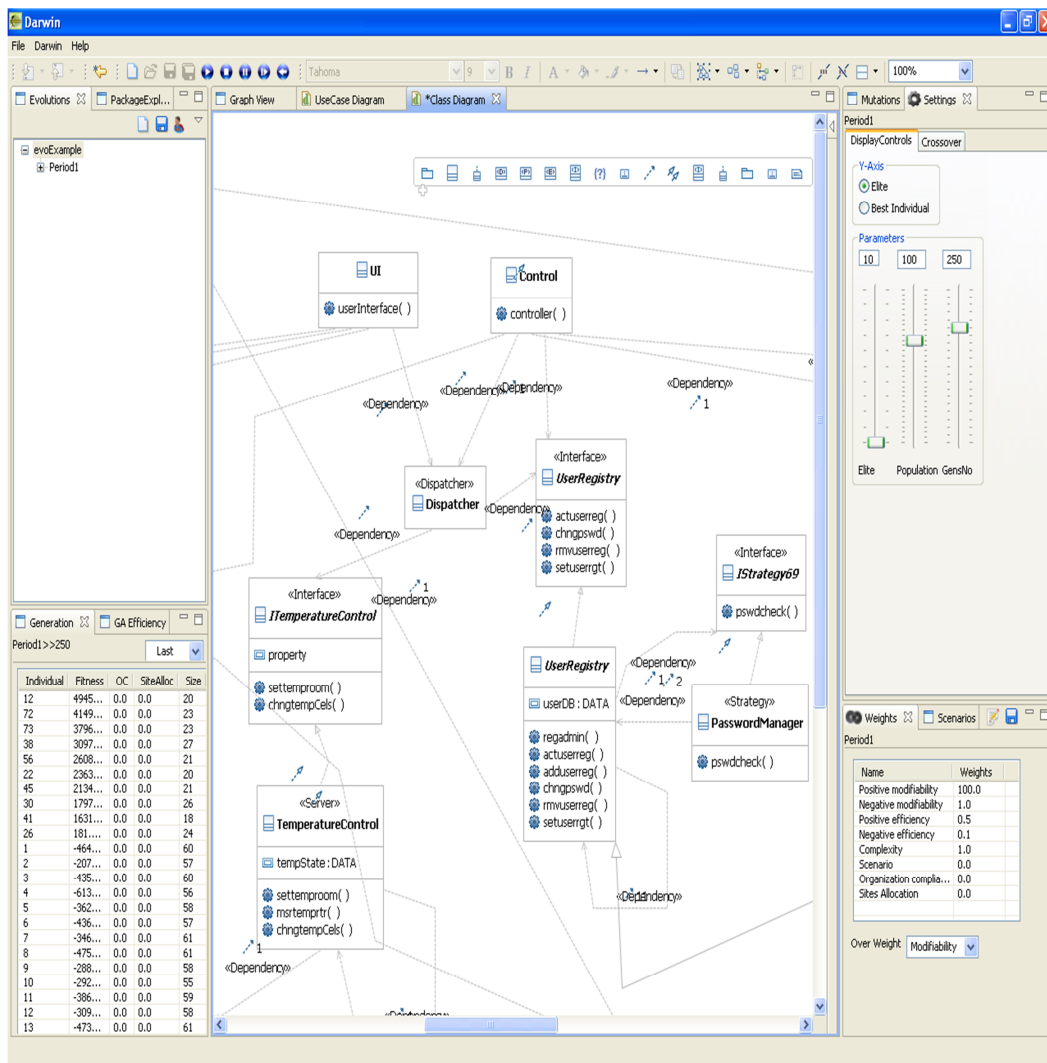 Darwin
File Darwin Help
Tahoma 9 B I A 100%
Evolutions PackageExpl...
evoExample
Period1
Graph View UseCase Diagram *Class Diagram
UI
userInterface( )
Control
controller( )
«Dependency»
«Dependency» «Dependency»
«Dependency»
1
«Dispatcher»
Dispatcher
«Dependency»
«Interface»
UserRegistry
actuserreg( )
chngpswd( )
rmvuserreg( )
setuserrgt( )
«Dependency»
1
«Dependency»
«Interface»
ITemperatureControl
property
settemproom( )
chngtempCels( )
«Interface»
IStrategy69
pswdcheck( )
UserRegistry
userDB : DATA
regadmin( )
actuserreg( )
adduserreg( )
chngpswd( )
rmvuserreg( )
setuserrgt( )
«Dependency»
1 2
«Dependency»
«Strategy»
PasswordManager
pswdcheck( )
«Server»
TemperatureControl
tempState : DATA
settemproom( )
msrtemprtr( )
chngtempCels( )
1
«Dependency»
«Dependency»
Mutations Settings
Period1
DisplayControls Crossover
Y-Axis
Elite
Best Individual
Parameters
10 100 250
Elite Population GensNo
Generation GA Efficiency
Period1>>250
Last
Individual Fitness OC SiteAlloc Size
12 4945... 0.0 0.0 20
72 4149... 0.0 0.0 23
73 3796... 0.0 0.0 23
38 3097... 0.0 0.0 27
56 2608... 0.0 0.0 21
22 2363... 0.0 0.0 20
45 2134... 0.0 0.0 21
30 1797... 0.0 0.0 26
41 1631... 0.0 0.0 18
26 181.... 0.0 0.0 24
1 -464... 0.0 0.0 60
2 -207... 0.0 0.0 57
3 -435... 0.0 0.0 60
4 -613... 0.0 0.0 56
5 -362... 0.0 0.0 58
6 -436... 0.0 0.0 57
7 -346... 0.0 0.0 61
8 -475... 0.0 0.0 61
9 -288... 0.0 0.0 58
10 -292... 0.0 0.0 55
11 -386... 0.0 0.0 59
12 -309... 0.0 0.0 58
13 -473... 0.0 0.0 61
Weights Scenarios
Period1
Name Weights
Positive modifiability 100.0
Negative modifiability 1.0
Positive efficiency 0.5
Negative efficiency 0.1
Complexity 1.0
Scenario 0.0
Organization complia... 0.0
Sites Allocation 0.0
Over Weight Modifiability